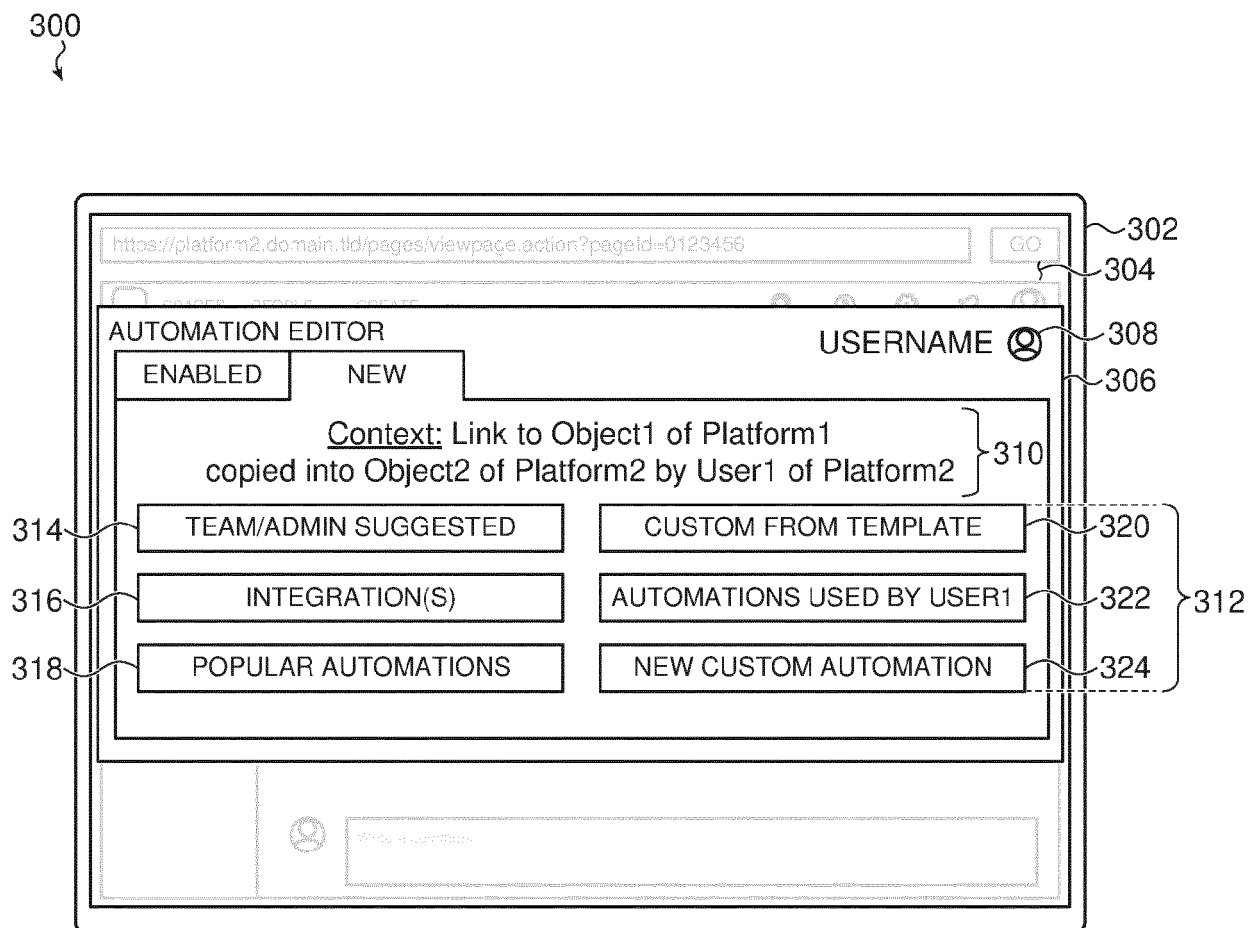 300
https://platform2.domain.tld/pages/viewpage.action?pageId=0123456
GO
302
304
SPACES PEOPLE CREATE ...
AUTOMATION EDITOR
USERNAME
308
306
ENABLED
NEW
Context: Link to Object1 of Platform1
copied into Object2 of Platform2 by User1 of Platform2
310
314
TEAM/ADMIN SUGGESTED
CUSTOM FROM TEMPLATE
320
316
INTEGRATION(S)
AUTOMATIONS USED BY USER1
322
312
318
POPULAR AUTOMATIONS
NEW CUSTOM AUTOMATION
324